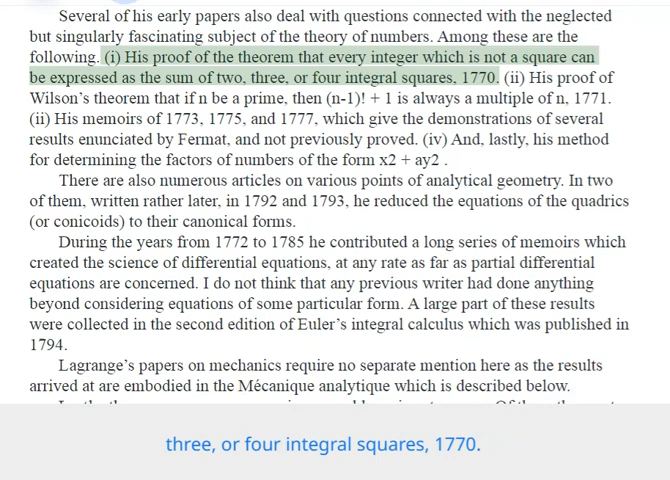 Several of his early papers also deal with questions connected with the neglected
but singularly fascinating subject of the theory of numbers. Among these are the
following. (i) His proof of the theorem that every integer which is not a square can
be expressed as the sum of two, three, or four integral squares, 1770. (ii) His proof of
Wilson's theorem that if n be a prime, then (n-1)! + 1 is always a multiple of n, 1771.
(ii) His memoirs of 1773, 1775, and 1777, which give the demonstrations of several
results enunciated by Fermat, and not previously proved. (iv) And, lastly, his method
for determining the factors of numbers of the form x2 + ay2 .
There are also numerous articles on various points of analytical geometry. In two
of them, written rather later, in 1792 and 1793, he reduced the equations of the quadrics
(or conicoids) to their canonical forms.
During the years from 1772 to 1785 he contributed a long series of memoirs which
created the science of differential equations, at any rate as far as partial differential
equations are concerned. I do not think that any previous writer had done anything
beyond considering equations of some particular form. A large part of these results
were collected in the second edition of Euler's integral calculus which was published in
1794.
Lagrange's papers on mechanics require no separate mention here as the results
arrived at are embodied in the Mécanique analytique which is described below.
three, or four integral squares, 1770.